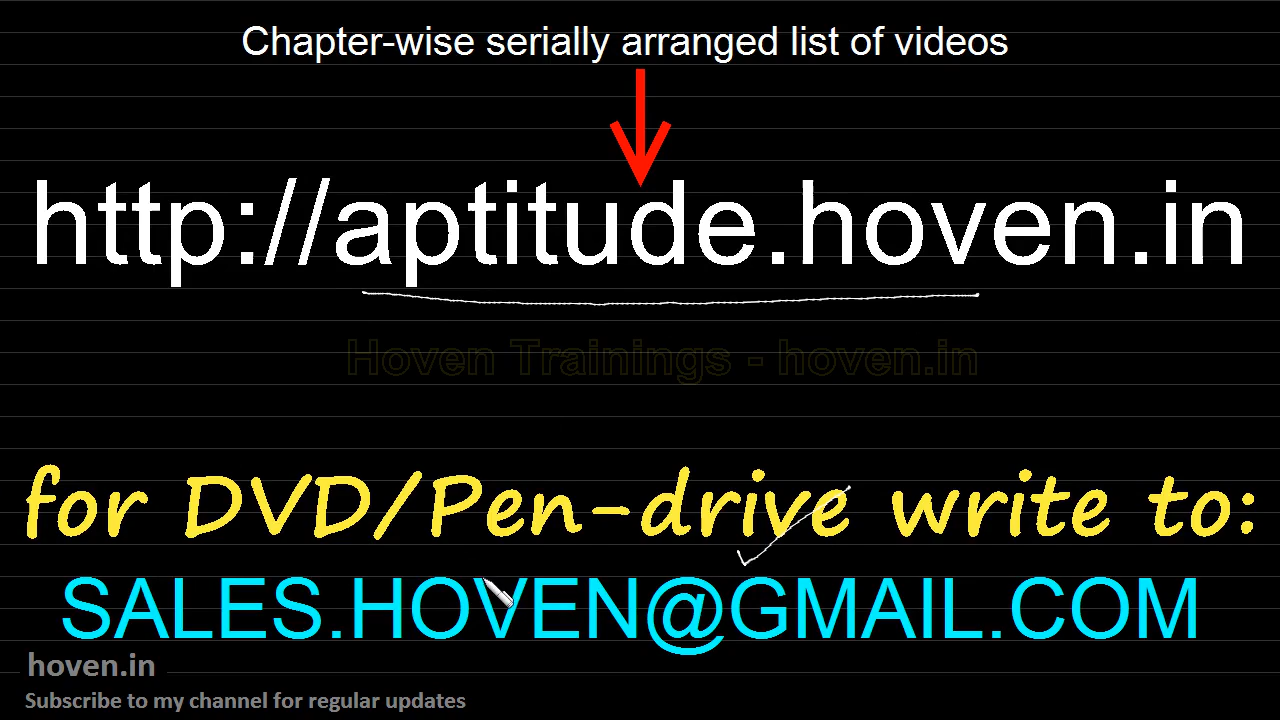 Chapter-wise serially arranged list of videos
http://aptitude.hoven.in
Hoven Trainings - hoven.in
for DVD/Pen-drive write to:
SALES.HOVEN@GMAIL.COM
hoven.in
Subscribe to my channel for regular updates